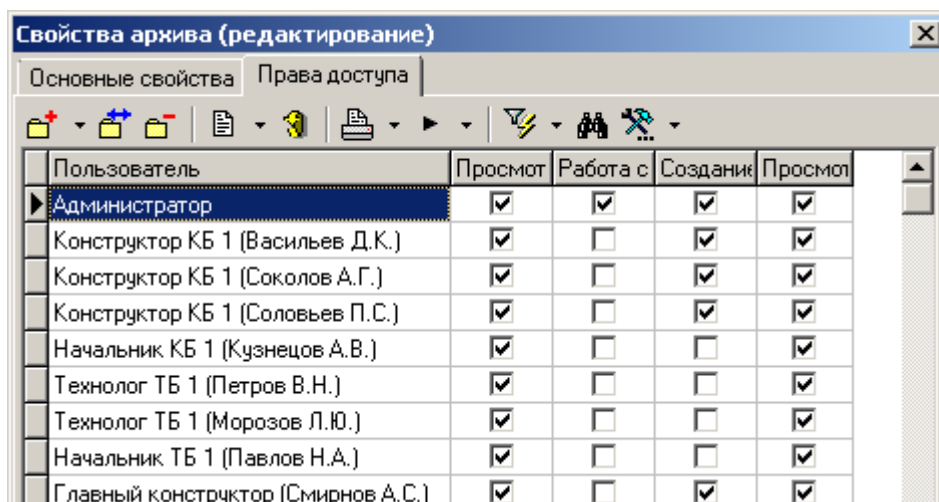 Свойства архива (редактирование)
Основные свойства Права доступа
Пользователь Просмот Работа с Создание Просмот
Администратор
Конструктор КБ 1 (Васильев Д.К.)
Конструктор КБ 1 (Соколов А.Г.)
Конструктор КБ 1 (Соловьев П.С.)
Начальник КБ 1 (Кузнецов А.В.)
Технолог ТБ 1 (Петров В.Н.)
Технолог ТБ 1 (Морозов Л.Ю.)
Начальник ТБ 1 (Павлов Н.А.)
Главный конструктор (Смирнов А.С.)